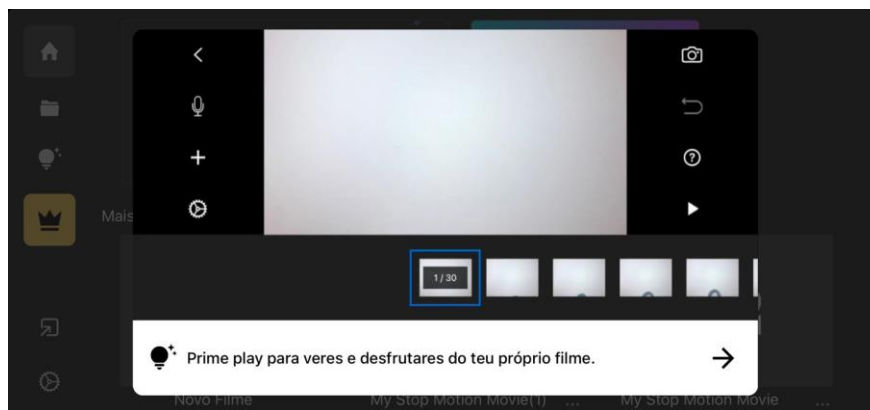 Mais
1 / 30
Prime play para veres e desfrutares do teu próprio filme.
Novo Filme
My Stop Motion Movie(1) ...
My Stop Motion Movie ...